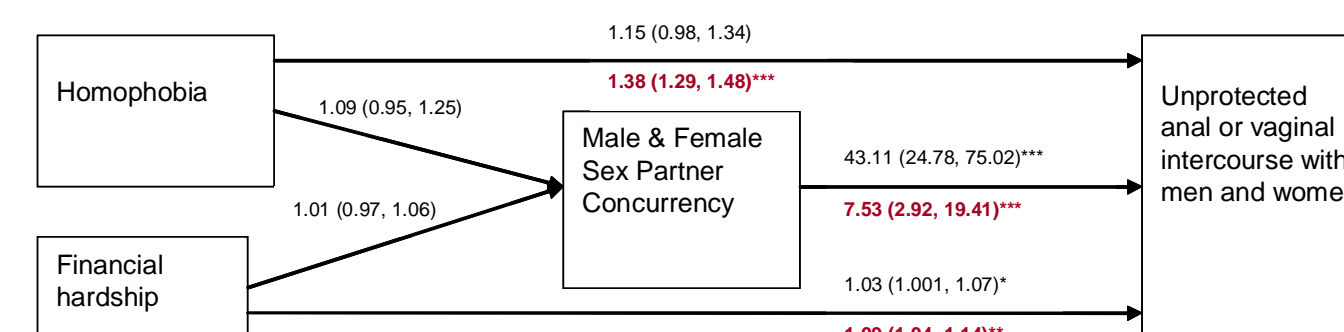 1.15 (0.98, 1.34)
1.38 (1.29, 1.48)***
Homophobia
1.09 (0.95, 1.25)
Male & Female
Sex Partner
Concurrency
Unprotected
anal or vaginal
intercourse with
men and wome
43.11 (24.78, 75.02)***
7.53 (2.92, 19.41)***
1.01 (0.97, 1.06)
Financial
hardship
1.03 (1.001, 1.07)*